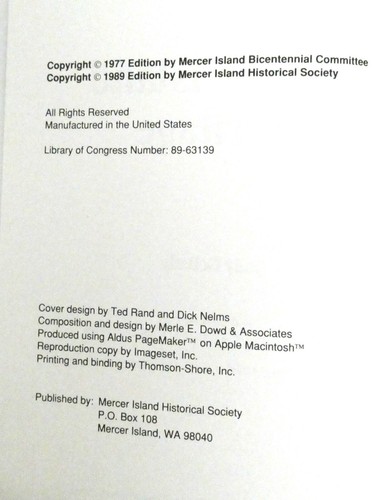 Copyright © 1977 Edition by Mercer Island Bicentennial Committee
Copyright © 1989 Edition by Mercer Island Historical Society
All Rights Reserved
Manufactured in the United States
Library of Congress Number: 89-63139
Cover design by Ted Rand and Dick Nelms
Composition and design by Merle E. Dowd & Associates
Produced using Aldus PageMaker™ on Apple Macintosh™
Reproduction copy by Imageset, Inc.
Printing and binding by Thomson-Shore, Inc.
Published by: Mercer Island Historical Society
P.O. Box 108
Mercer Island, WA 98040